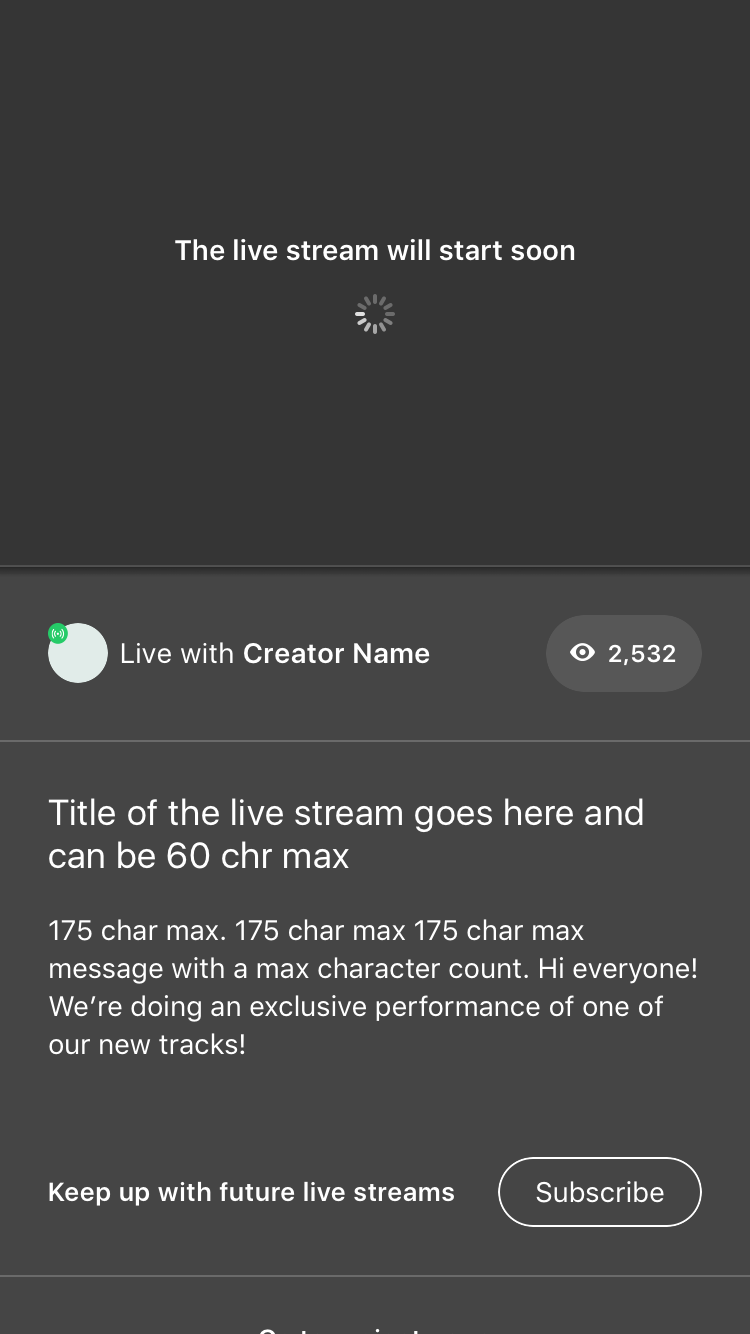 The live stream will start soon
Live with Creator Name
2,532
Title of the live stream goes here and
can be 60 chr max
175 char max. 175 char max 175 char max
message with a max character count. Hi everyone!
We’re doing an exclusive performance of one of
our new tracks!
Keep up with future live streams
Subscribe